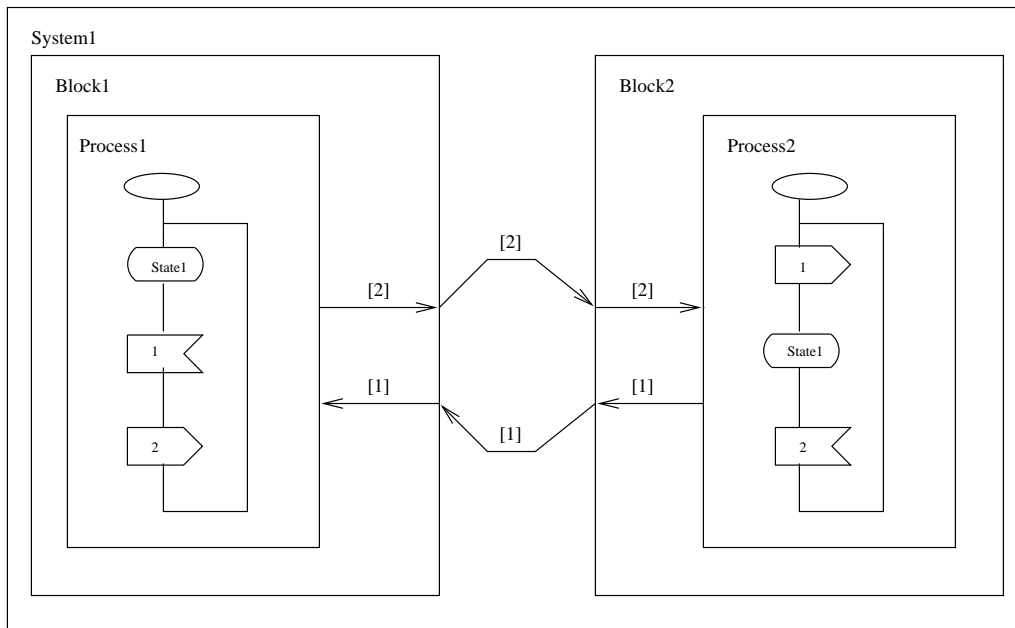 System1
Block1
Process1
State1
1
2
[2]
[1]
[2]
[1]
Block2
[2]
[1]
Process2
1
State1
2